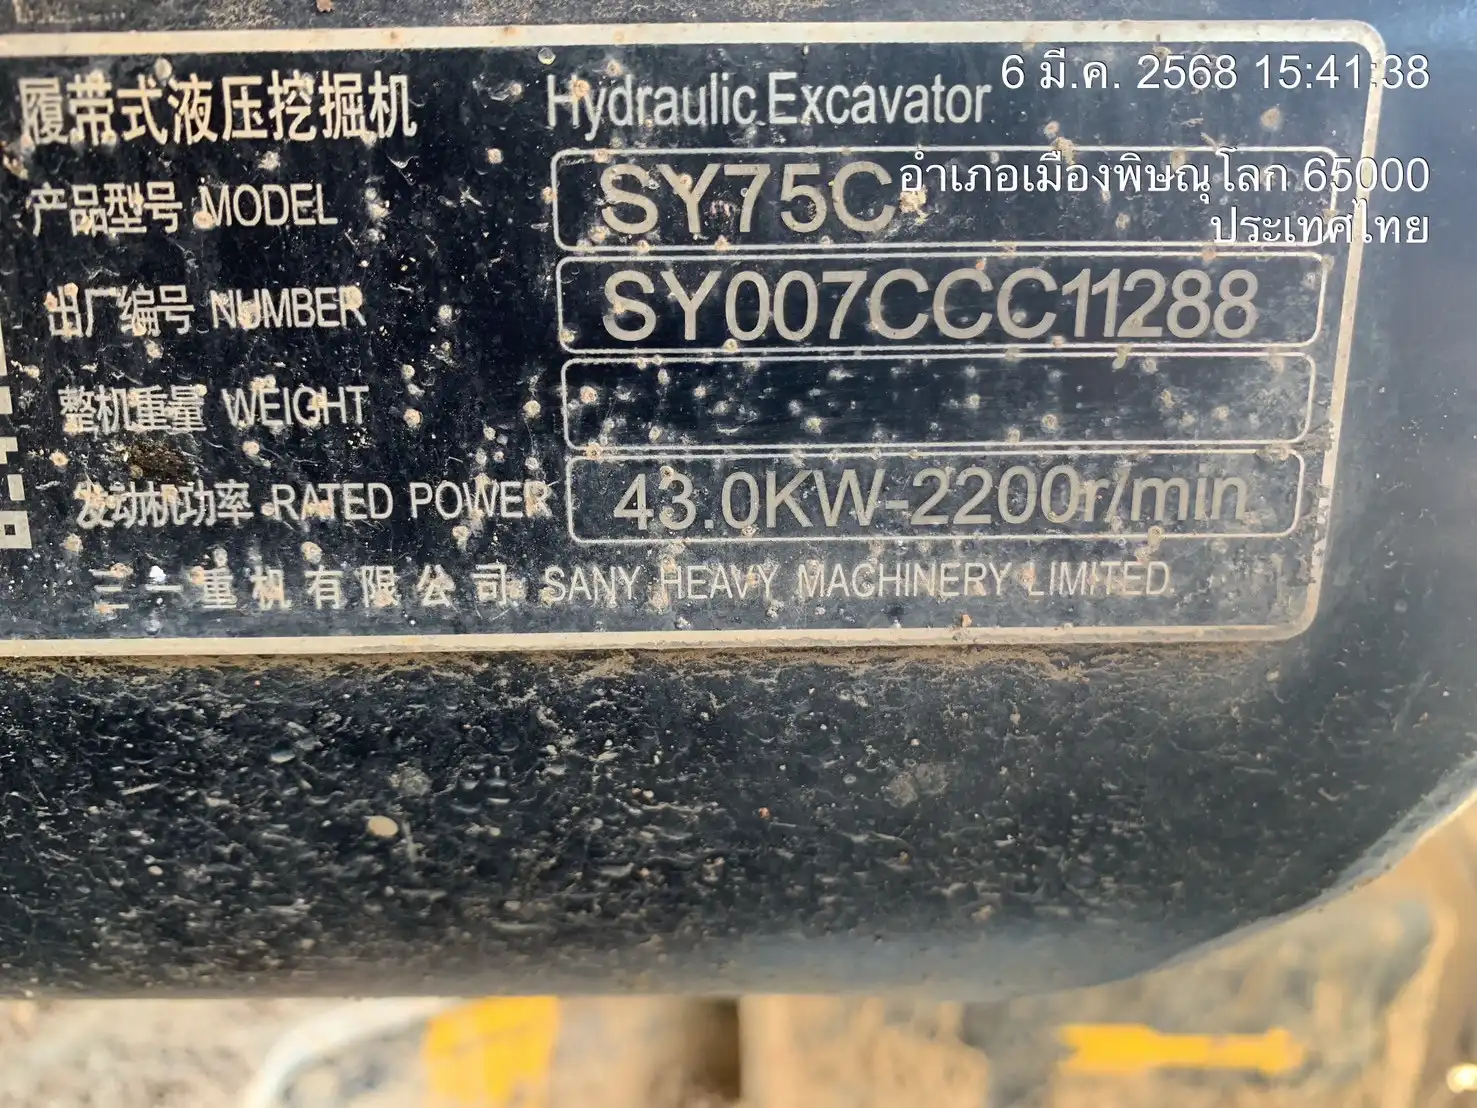 履带式液压挖掘机 Hydraulic Excavator
6 มี.ค. 2568 15:41:38
产品型号 MODEL SY75C
อำเภอเมืองพิษณุโลก 65000
ประเทศไทย
出厂编号 NUMBER SY007CCC11288
整机重量 WEIGHT
发动机功率 RATED POWER 43.0KW-2200r/min
三一重机有限公司 SANY HEAVY MACHINERY LIMITED